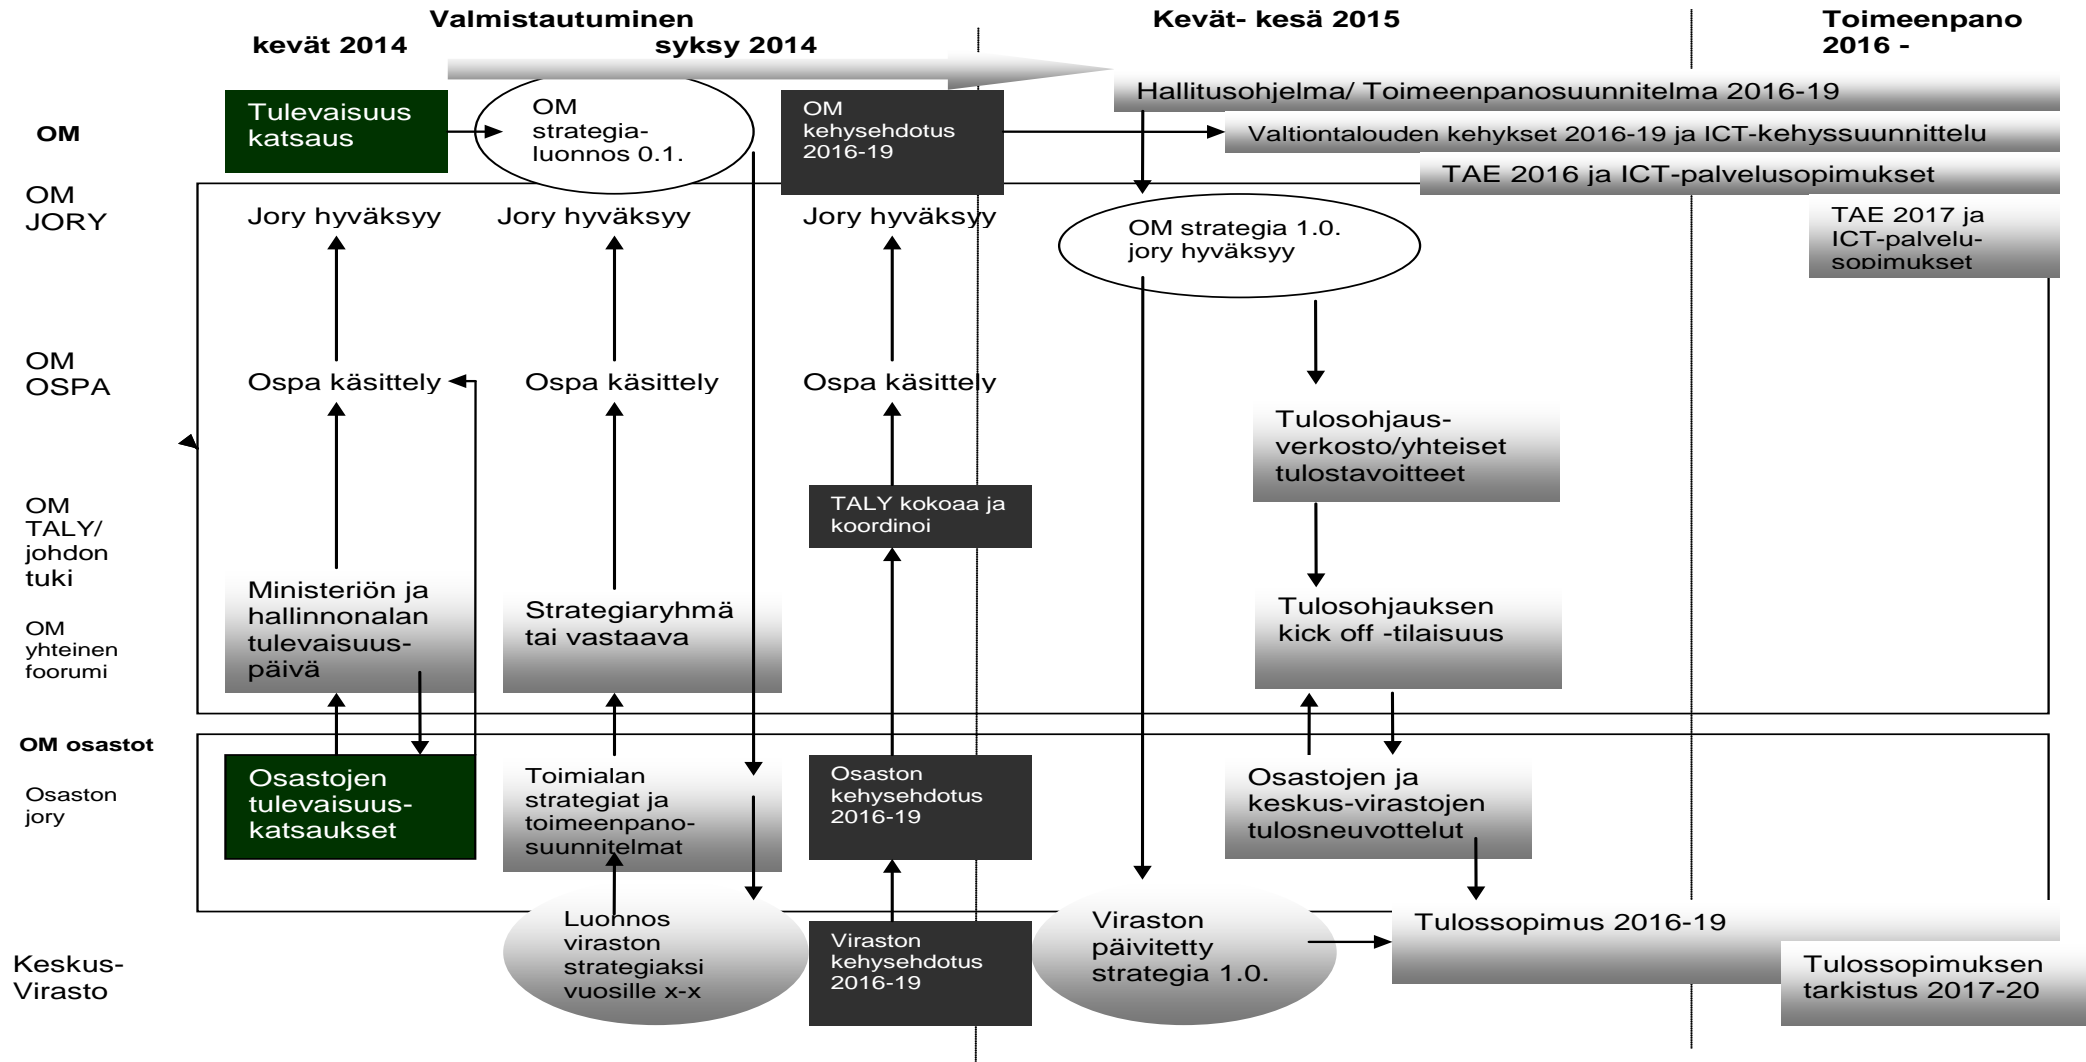 Valmistautuminen
kevät 2014
syksy 2014
Kevät- kesä 2015
Toimeenpano
2016 -
OM
Tulevaisuus
katsaus
OM
strategia-
luonnos 0.1.
OM
kehysehdotus
2016-19
Hallitusohjelma/ Toimeenpanosuunnitelma 2016-19
Valtiontalouden kehykset 2016-19 ja ICT-kehyssuunnittelu
TAE 2016 ja ICT-palvelusopimukset
TAE 2017 ja
ICT-palvelu-
sopimukset
OM
JORY
Jory hyväksyy
Jory hyväksyy
Jory hyväksyy
OM strategia 1.0.
jory hyväksyy
OM
OSPA
Ospa käsittely
Ospa käsittely
Ospa käsittely
Tulosohjaus-
verkosto/yhteiset
tulostavoitteet
OM
TALY/
johdon
tuki
TALY kokoaa ja
koordinoi
OM
yhteinen
foorumi
Ministeriön ja
hallinnonalan
tulevaisuus-
päivä
Strategiaryhmä
tai vastaava
Tulosohjauksen
kick off -tilaisuus
OM osastot
Osaston
jory
Osastojen
tulevaisuus-
katsaukset
Toimialan
strategiat ja
toimeenpano-
suunnitelmat
Osaston
kehysehdotus
2016-19
Osastojen ja
keskus-virastojen
tulosneuvottelut
Keskus-
Virasto
Luonnos
viraston
strategiaksi
vuosille x-x
Viraston
kehysehdotus
2016-19
Viraston
päivitetty
strategia 1.0.
Tulossopimus 2016-19
Tulossopimuksen
tarkistus 2017-20